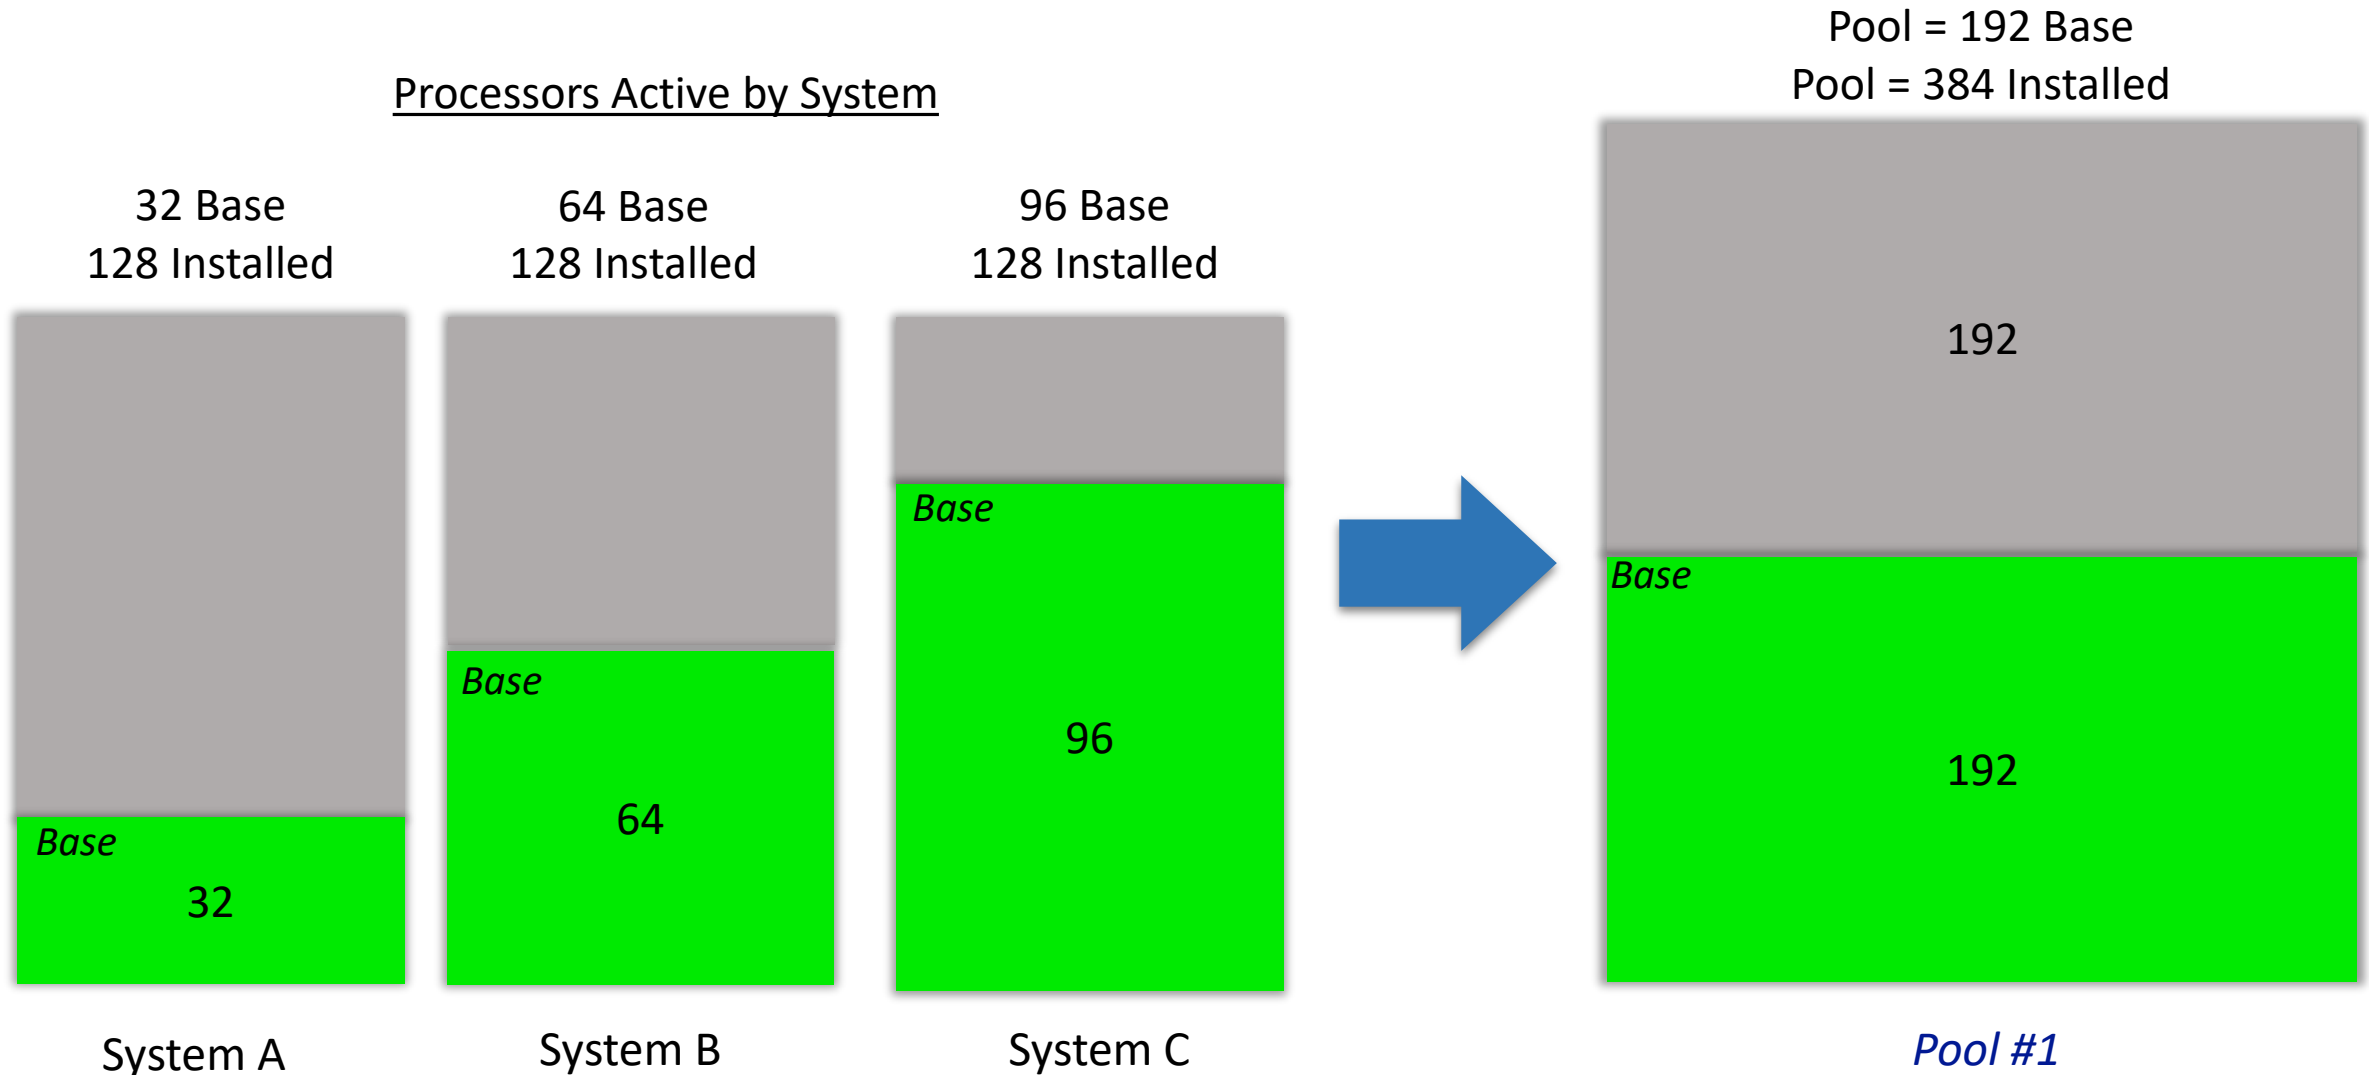 Processors Active by System
32 Base
128 Installed
Base
32
System A
64 Base
128 Installed
Base
64
System B
96 Base
128 Installed
Base
96
System C
Pool = 192 Base
Pool = 384 Installed
192
Base
192
Pool #1